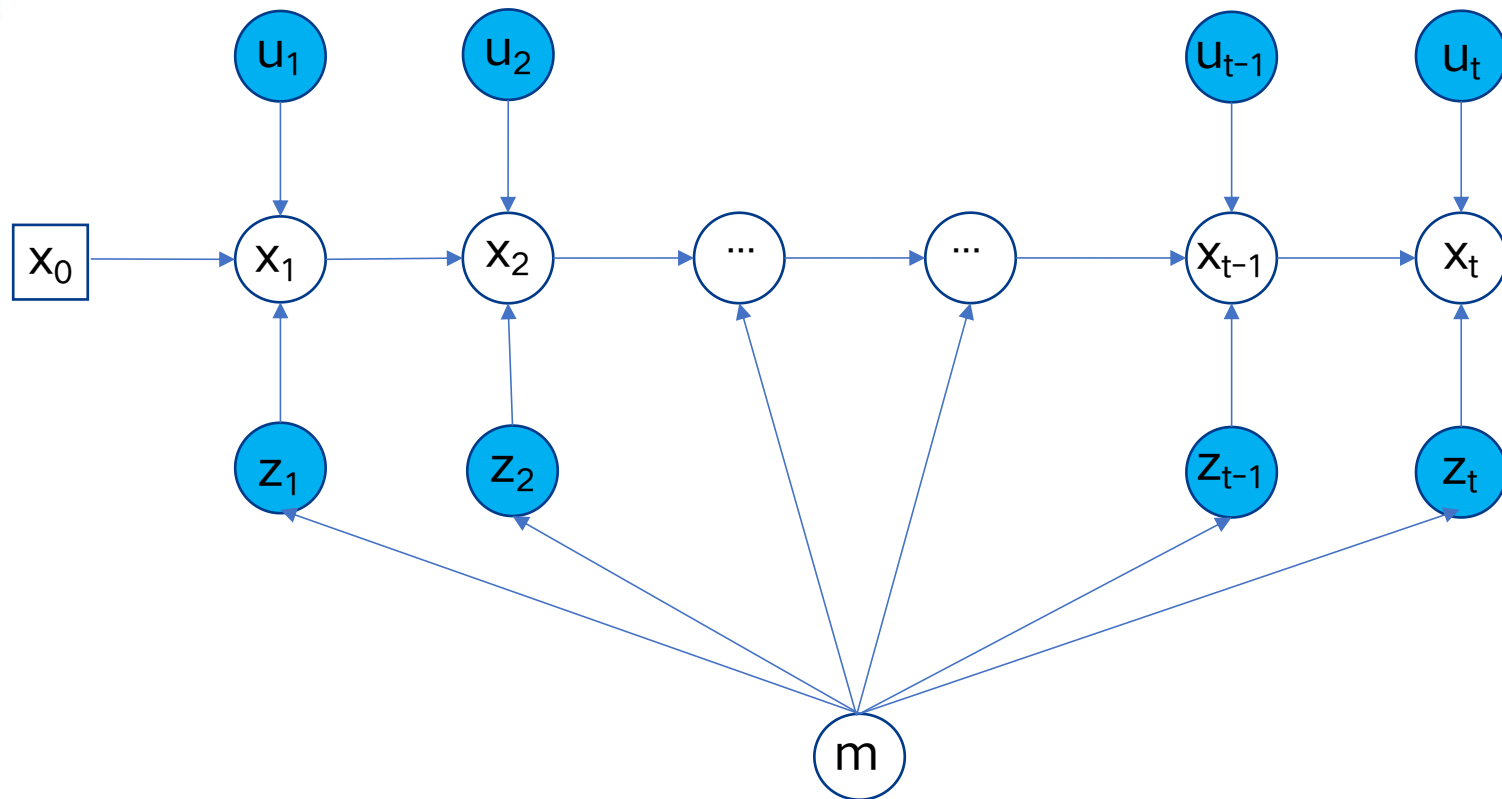 u₁ u₂ uₜ₋₁ uₜ
x₀ x₁ x₂ ... ... xₜ₋₁ xₜ
z₁ z₂ zₜ₋₁ zₜ
m